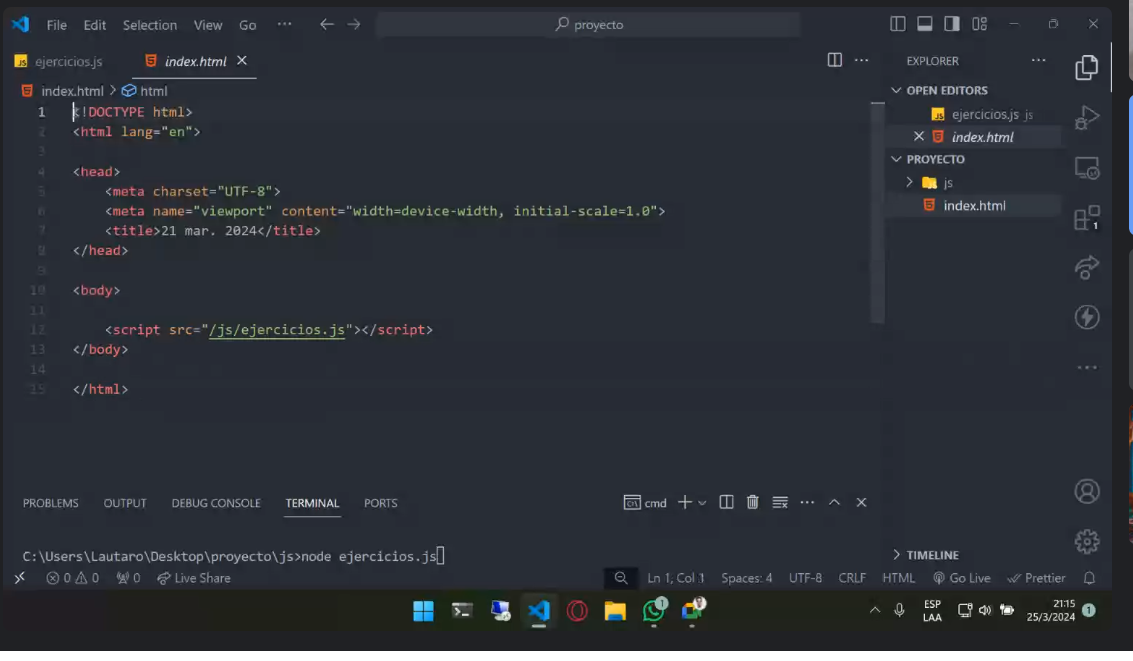 File Edit Selection View Go ··· proyecto
ejercicios.js index.html
index.html > html
1 <!DOCTYPE html>
2 <html lang="en">
3
4 <head>
5 <meta charset="UTF-8">
6 <meta name="viewport" content="width=device-width, initial-scale=1.0">
7 <title>21 mar. 2024</title>
8 </head>
9
10 <body>
11
12 <script src="/js/ejercicios.js"></script>
13 </body>
14
15 </html>
EXPLORER
OPEN EDITORS
JS ejercicios.js js
index.html
PROYECTO
js
index.html
TIMELINE
PROBLEMS OUTPUT DEBUG CONSOLE TERMINAL PORTS cmd
C:\Users\Lautaro\Desktop\proyecto\js>node ejercicios.js
0 0 0 Live Share Ln 1, Col 1 Spaces: 4 UTF-8 CRLF HTML Go Live Prettier
1
1
ESP
LAA
21:15
25/3/2024
1